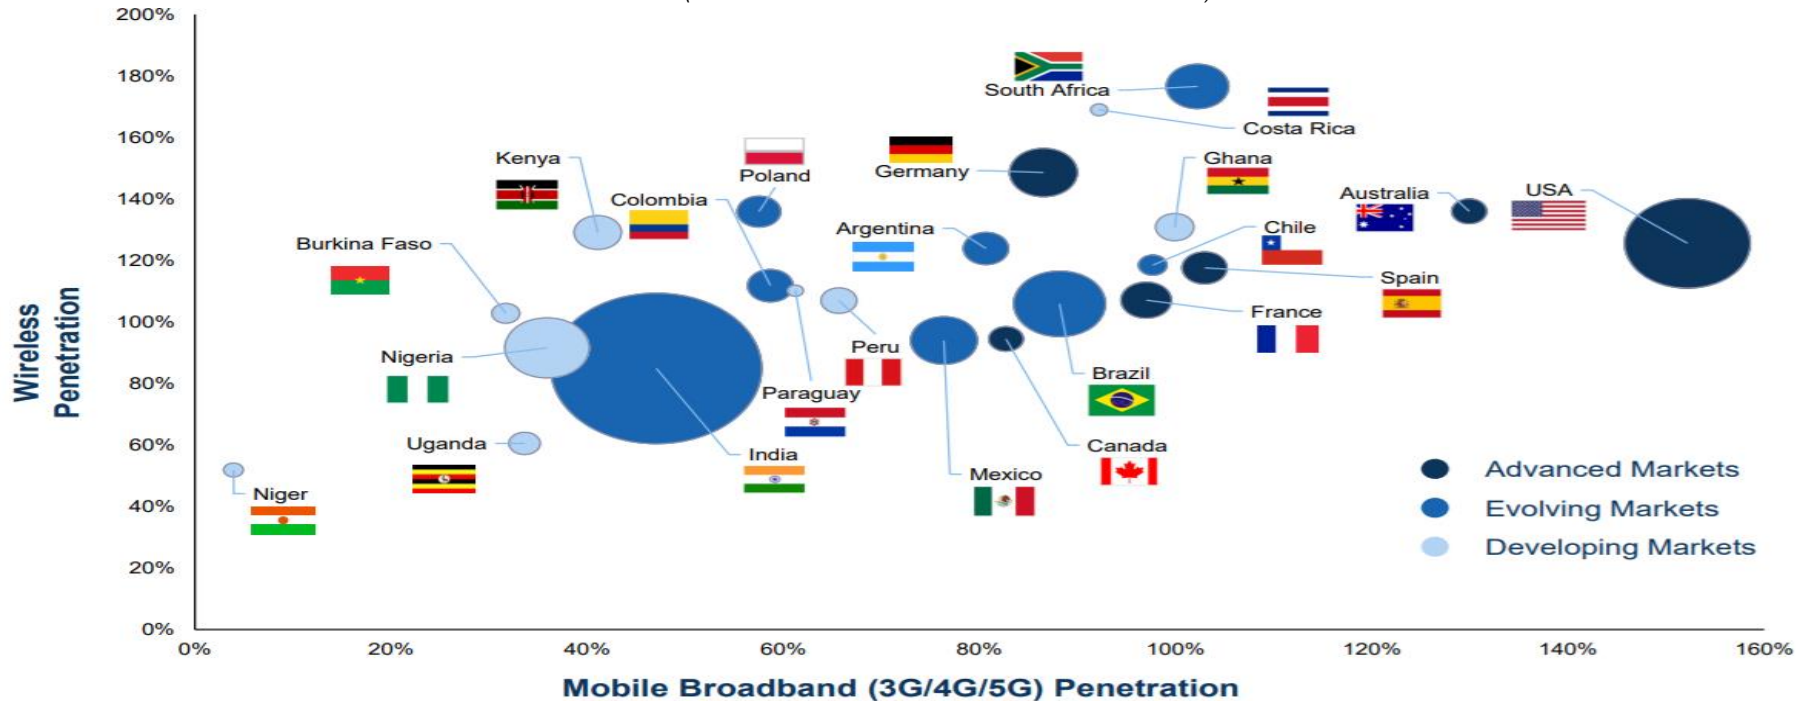 200%
180%
160%
140%
120%
100%
80%
60%
40%
20%
0%
Wireless
Penetration
South Africa
Costa Rica
Kenya
Poland
Germany
Ghana
Colombia
Australia
USA
Argentina
Chile
Burkina Faso
Spain
France
Nigeria
Peru
Brazil
Paraguay
Uganda
India
Canada
Mexico
Niger
Advanced Markets
Evolving Markets
Developing Markets
0%
20%
40%
60%
80%
100%
120%
140%
160%
Mobile Broadband (3G/4G/5G) Penetration